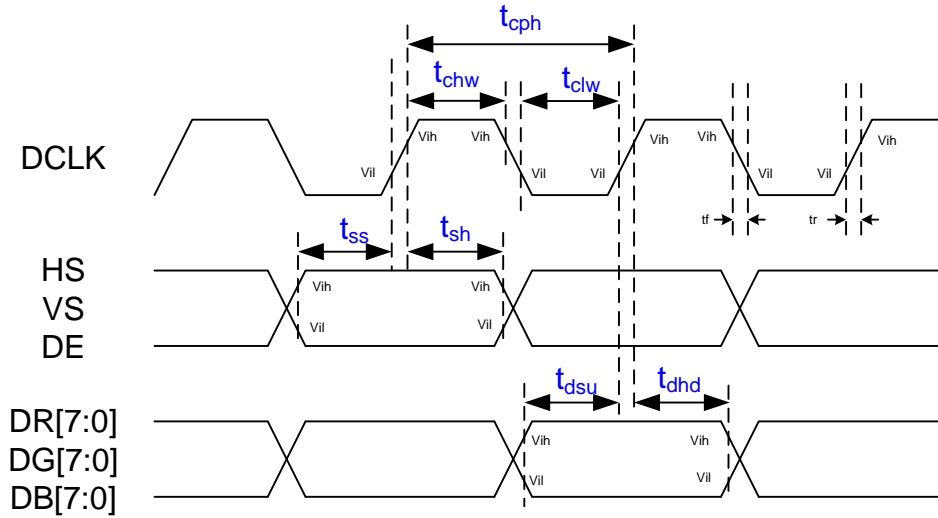 tcph
tchw tclw
DCLK Vih Vih Vih Vih Vih
Vil Vil Vil Vil Vil
tf tr
tss tsh
HS Vih Vih
VS
Vil Vil
DE
tdsu tdhd
DR[7:0]
Vih Vih
DG[7:0]
Vil Vil
DB[7:0]